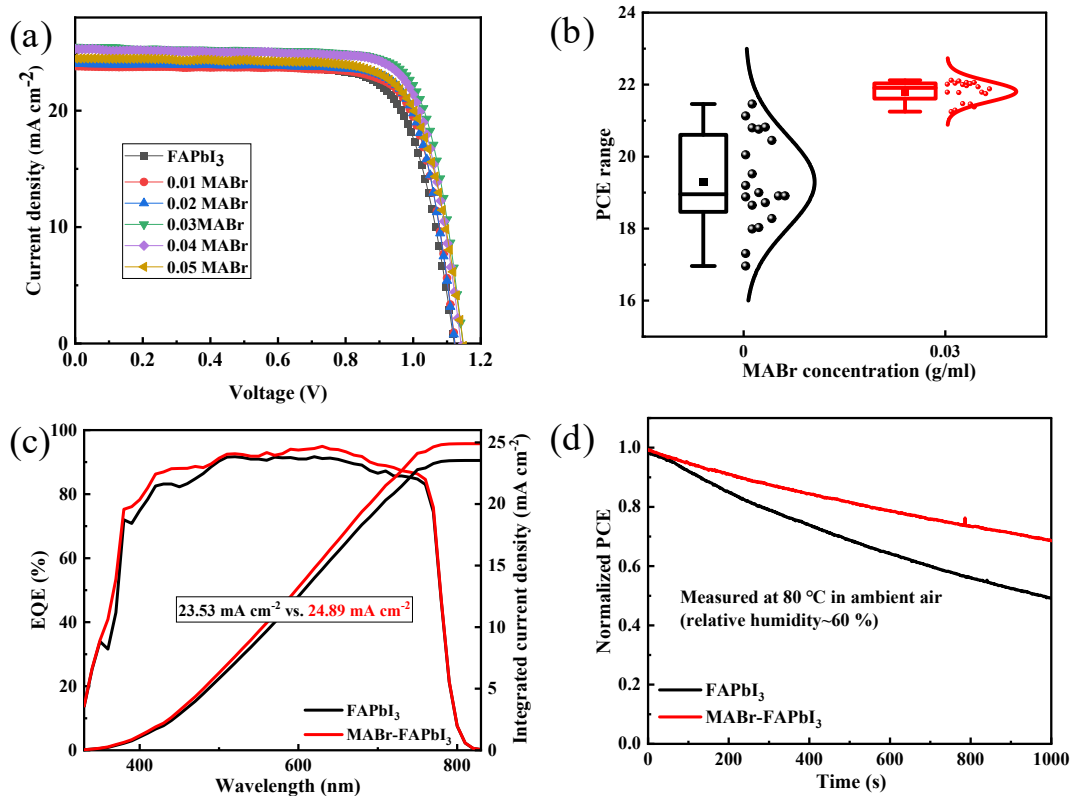 (a)
Current density (mA cm⁻²)
20
10
0
FAPbI₃
0.01 MABr
0.02 MABr
0.03MABr
0.04 MABr
0.05 MABr
0.0 0.2 0.4 0.6 0.8 1.0 1.2
Voltage (V)
(b)
PCE range
24
22
20
18
16
0 0.03
MABr concentration (g/ml)
(c)
EQE (%)
100
80
60
40
20
0
Integrated current density (mA cm⁻²)
25
20
15
10
5
0
23.53 mA cm⁻² vs. 24.89 mA cm⁻²
FAPbI₃
MABr-FAPbI₃
400 600 800
Wavelength (nm)
(d)
Normalized PCE
1.0
0.8
0.6
0.4
0.2
0.0
Measured at 80 ℃ in ambient air
(relative humidity~60 %)
FAPbI₃
MABr-FAPbI₃
0 200 400 600 800 1000
Time (s)